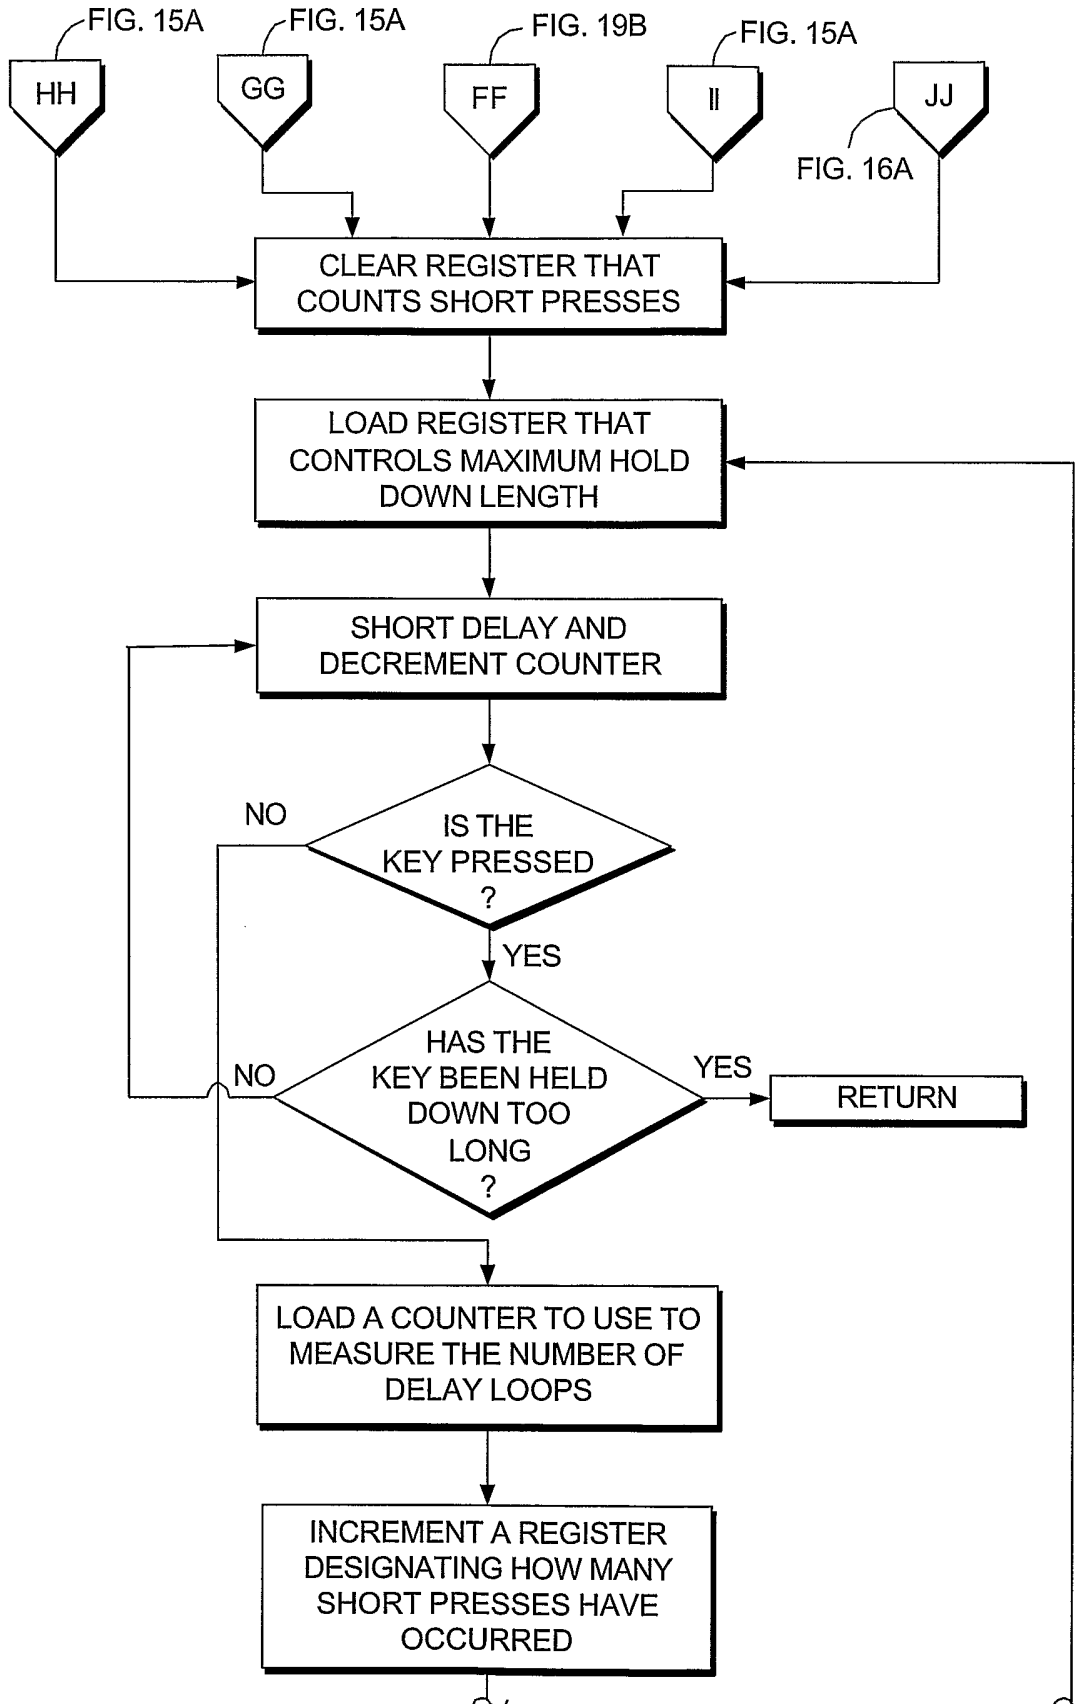 FIG. 15A
FIG. 15A
FIG. 19B
FIG. 15A
HH
GG
FF
II
JJ
FIG. 16A
CLEAR REGISTER THAT
COUNTS SHORT PRESSES
LOAD REGISTER THAT
CONTROLS MAXIMUM HOLD
DOWN LENGTH
SHORT DELAY AND
DECREMENT COUNTER
NO
IS THE
KEY PRESSED
?
YES
HAS THE
KEY BEEN HELD
DOWN TOO
LONG
?
NO
YES
RETURN
LOAD A COUNTER TO USE TO
MEASURE THE NUMBER OF
DELAY LOOPS
INCREMENT A REGISTER
DESIGNATING HOW MANY
SHORT PRESSES HAVE
OCCURRED